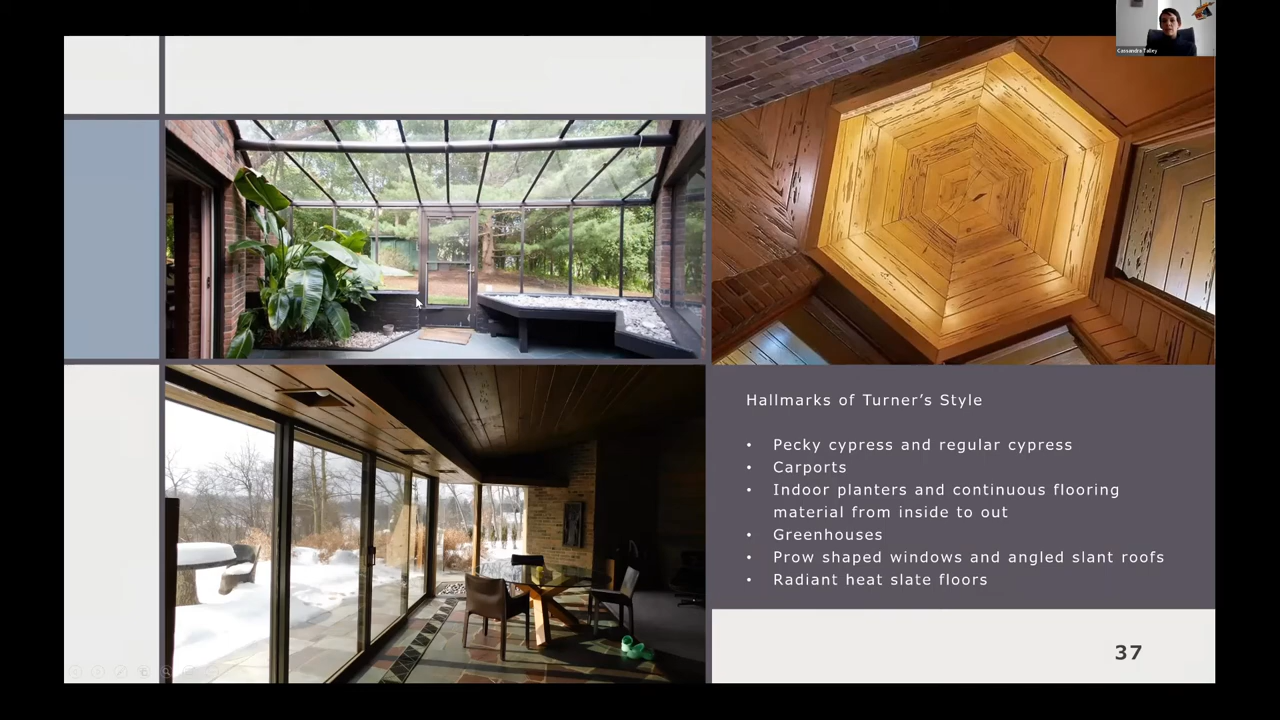 Cassandra Talley
Hallmarks of Turner's Style
• Pecky cypress and regular cypress
• Carports
• Indoor planters and continuous flooring
material from inside to out
• Greenhouses
• Prow shaped windows and angled slant roofs
• Radiant heat slate floors
37